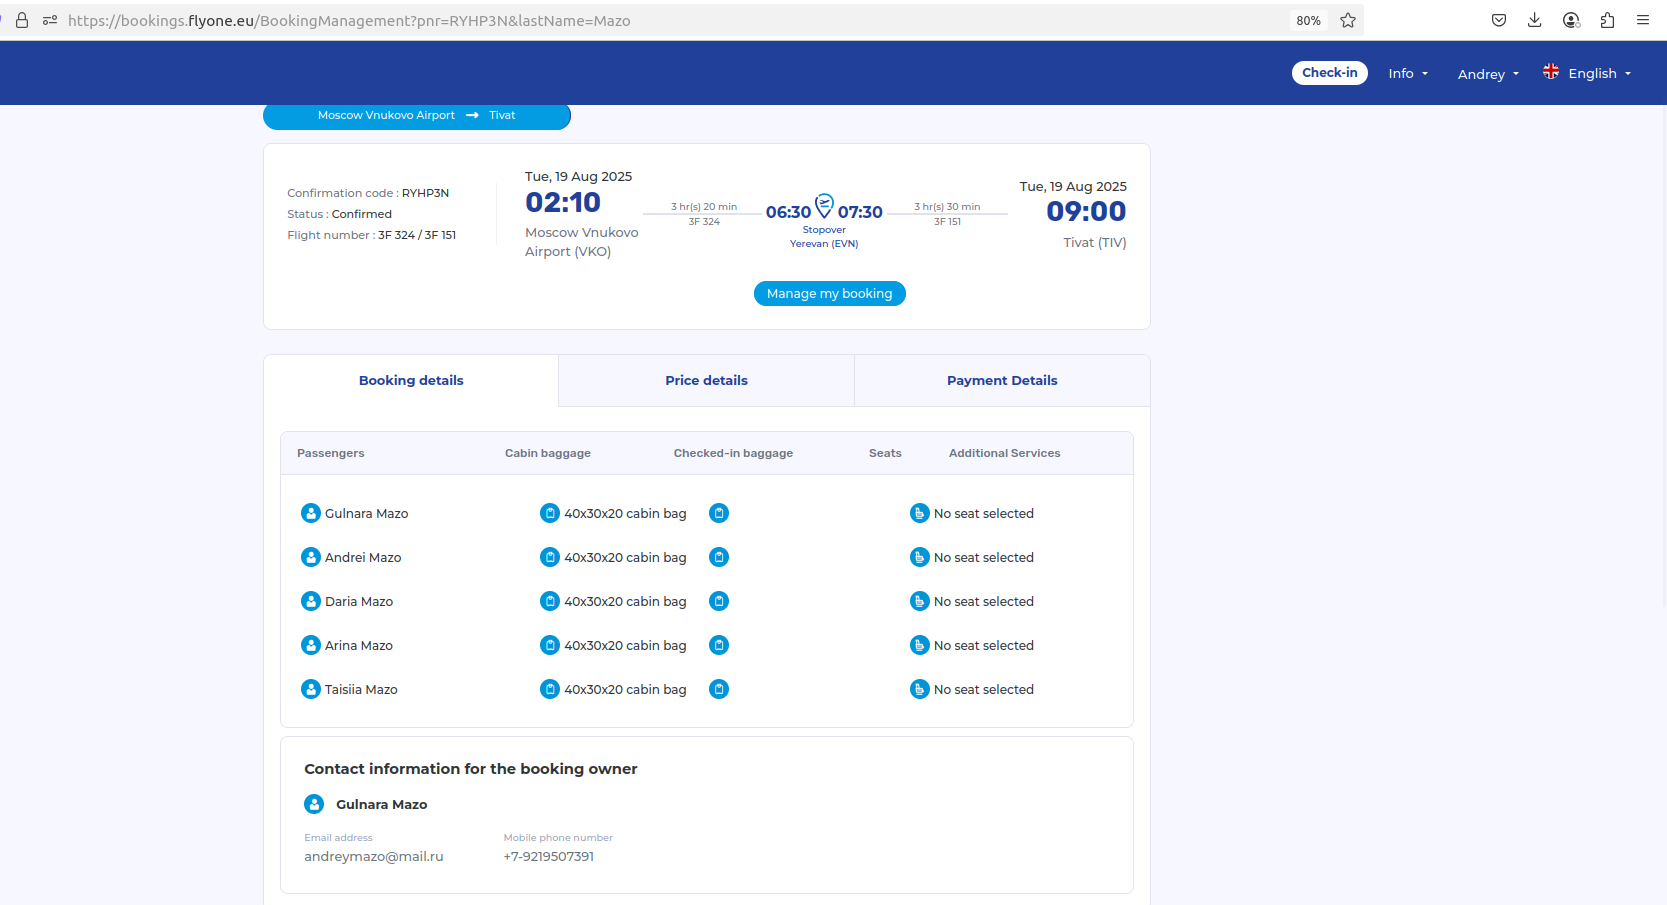 https://bookings.flyone.eu/BookingManagement?pnr=RYHP3N&lastName=Mazo
80%
Check-in
Info
Andrey
English
Moscow Vnukovo Airport → Tivat
Confirmation code : RYHP3N
Status : Confirmed
Flight number : 3F 324 / 3F 151
Tue, 19 Aug 2025
02:10
Moscow Vnukovo
Airport (VKO)
3 hr(s) 20 min
3F 324
06:30 07:30
Stopover
Yerevan (EVN)
3 hr(s) 30 min
3F 151
Tue, 19 Aug 2025
09:00
Tivat (TIV)
Manage my booking
Booking details
Price details
Payment Details
Passengers Cabin baggage Checked-in baggage Seats Additional Services
Gulnara Mazo 40x30x20 cabin bag No seat selected
Andrei Mazo 40x30x20 cabin bag No seat selected
Daria Mazo 40x30x20 cabin bag No seat selected
Arina Mazo 40x30x20 cabin bag No seat selected
Taisiia Mazo 40x30x20 cabin bag No seat selected
Contact information for the booking owner
Gulnara Mazo
Email address Mobile phone number
andreymazo@mail.ru +7-9219507391